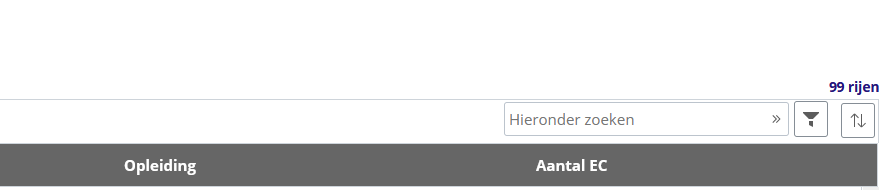 99 rijen
Hieronder zoeken »
Opleiding Aantal EC